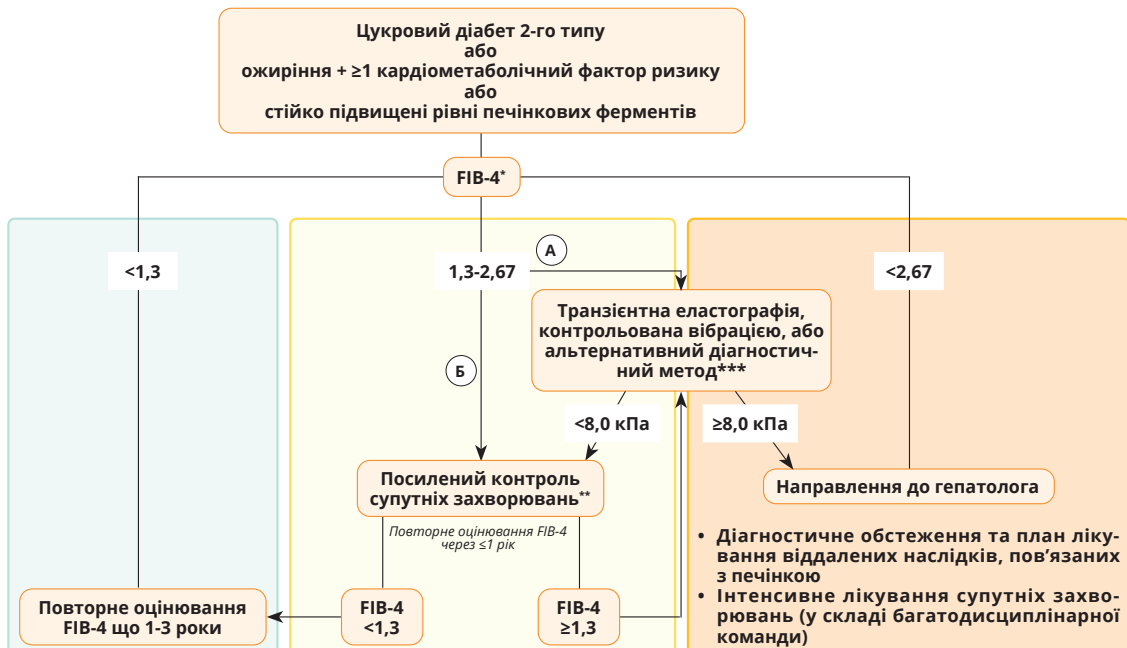 Цукровий діабет 2-го типу
або
ожиріння + ≥1 кардіометаболічний фактор ризику
або
стійко підвищені рівні печінкових ферментів
FIB-4*
<1,3
1,3-2,67
А
<2,67
Транзієнтна еластографія,
контрольована вібрацією, або
альтернативний діагностич-
ний метод***
Б
<8,0 кПа
≥8,0 кПа
Посилений контроль
супутніх захворювань**
Направлення до гепатолога
Повторне оцінювання FIB-4
через ≤1 рік
• Діагностичне обстеження та план ліку-
вання віддалених наслідків, пов’язаних
з печінкою
• Інтенсивне лікування супутніх захво-
рювань (у складі багатодисциплінарної
команди)
Повторне оцінювання
FIB-4 що 1-3 роки
FIB-4
<1,3
FIB-4
≥1,3